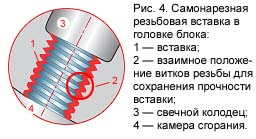 3
1
2
4
Рис. 4. Самонарезная
резьбовая вставка в
головке блока:
1 — вставка;
2 — взаимное положе-
ние витков резьбы для
сохранения прочности
вставки;
3 — свечной колодец;
4 — камера сгорания.